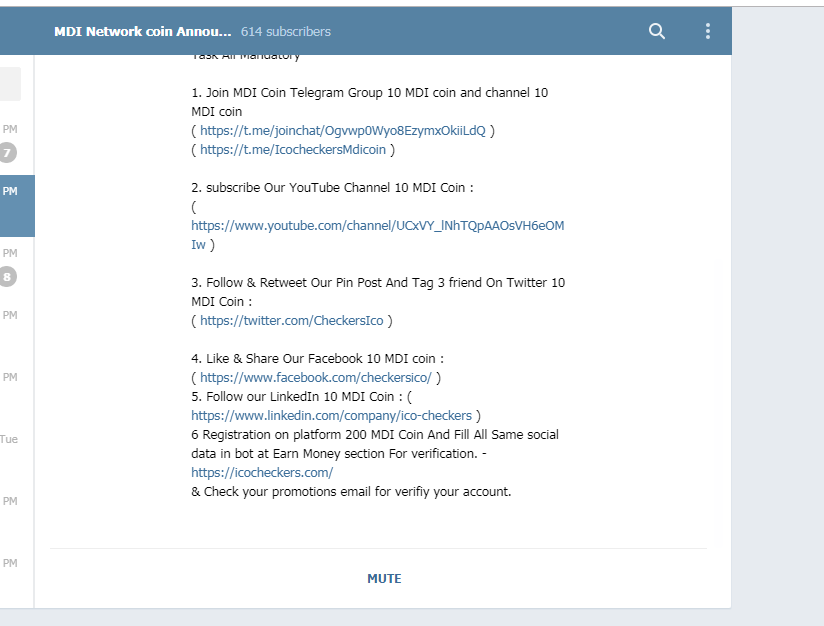 MDI Network coin Annou... 614 subscribers
Task All Mandatory
1. Join MDI Coin Telegram Group 10 MDI coin and channel 10
MDI coin
( https://t.me/joinchat/Ogvwp0Wyo8EzymxOkiiLdQ )
( https://t.me/IcocheckersMdicoin )
2. subscribe Our YouTube Channel 10 MDI Coin :
(
https://www.youtube.com/channel/UCxVY_lNhTQpAAOsVH6eOM
Iw )
3. Follow & Retweet Our Pin Post And Tag 3 friend On Twitter 10
MDI Coin :
( https://twitter.com/CheckersIco )
4. Like & Share Our Facebook 10 MDI coin :
( https://www.facebook.com/checkersico/ )
5. Follow our LinkedIn 10 MDI Coin : (
https://www.linkedin.com/company/ico-checkers )
6 Registration on platform 200 MDI Coin And Fill All Same social
data in bot at Earn Money section For verification. -
https://icocheckers.com/
& Check your promotions email for verifiy your account.
MUTE
PM
7
PM
PM
8
PM
PM
Tue
PM
PM